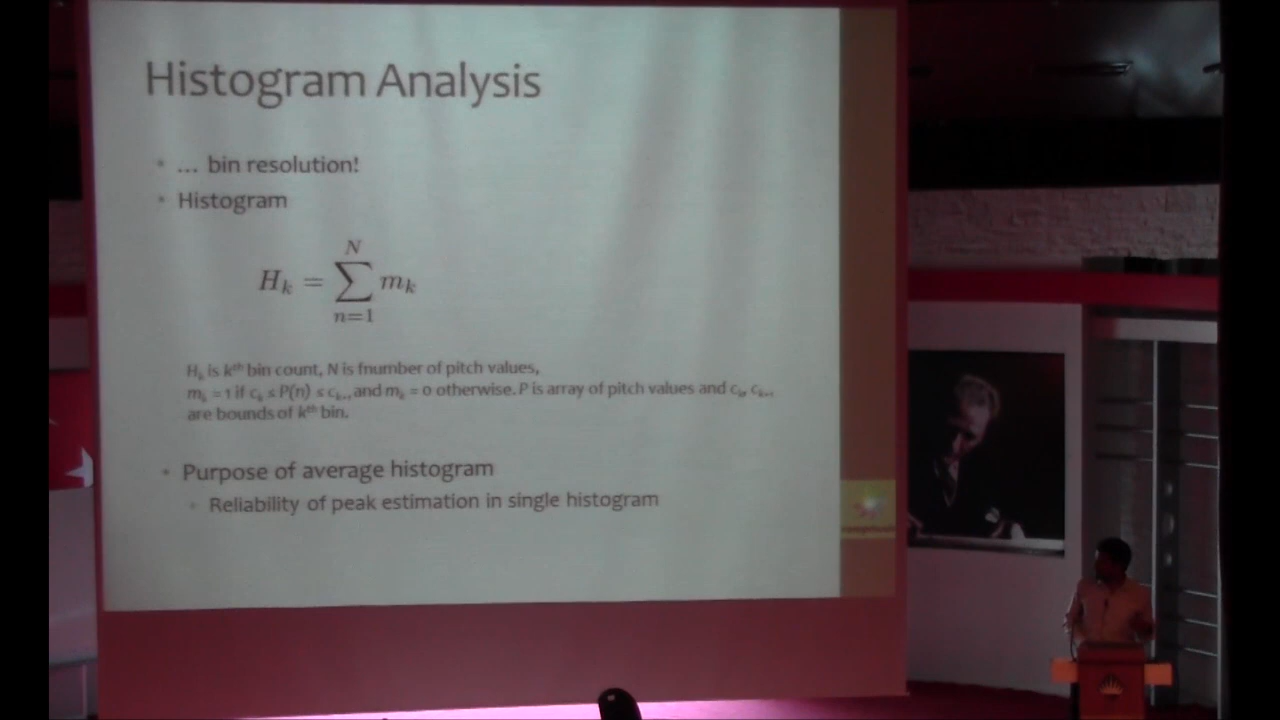 Histogram Analysis
… bin resolution!
Histogram
H_k = ∑_{n=1}^{N} m_k
H_k is k^th bin count, N is fnumber of pitch values,
m_k = 1 if c_k ≤ P(n) ≤ c_{k+1} and m_k = 0 otherwise. P is array of pitch values and c_k, c_{k+1}
are bounds of k^th bin.
Purpose of average histogram
Reliability of peak estimation in single histogram